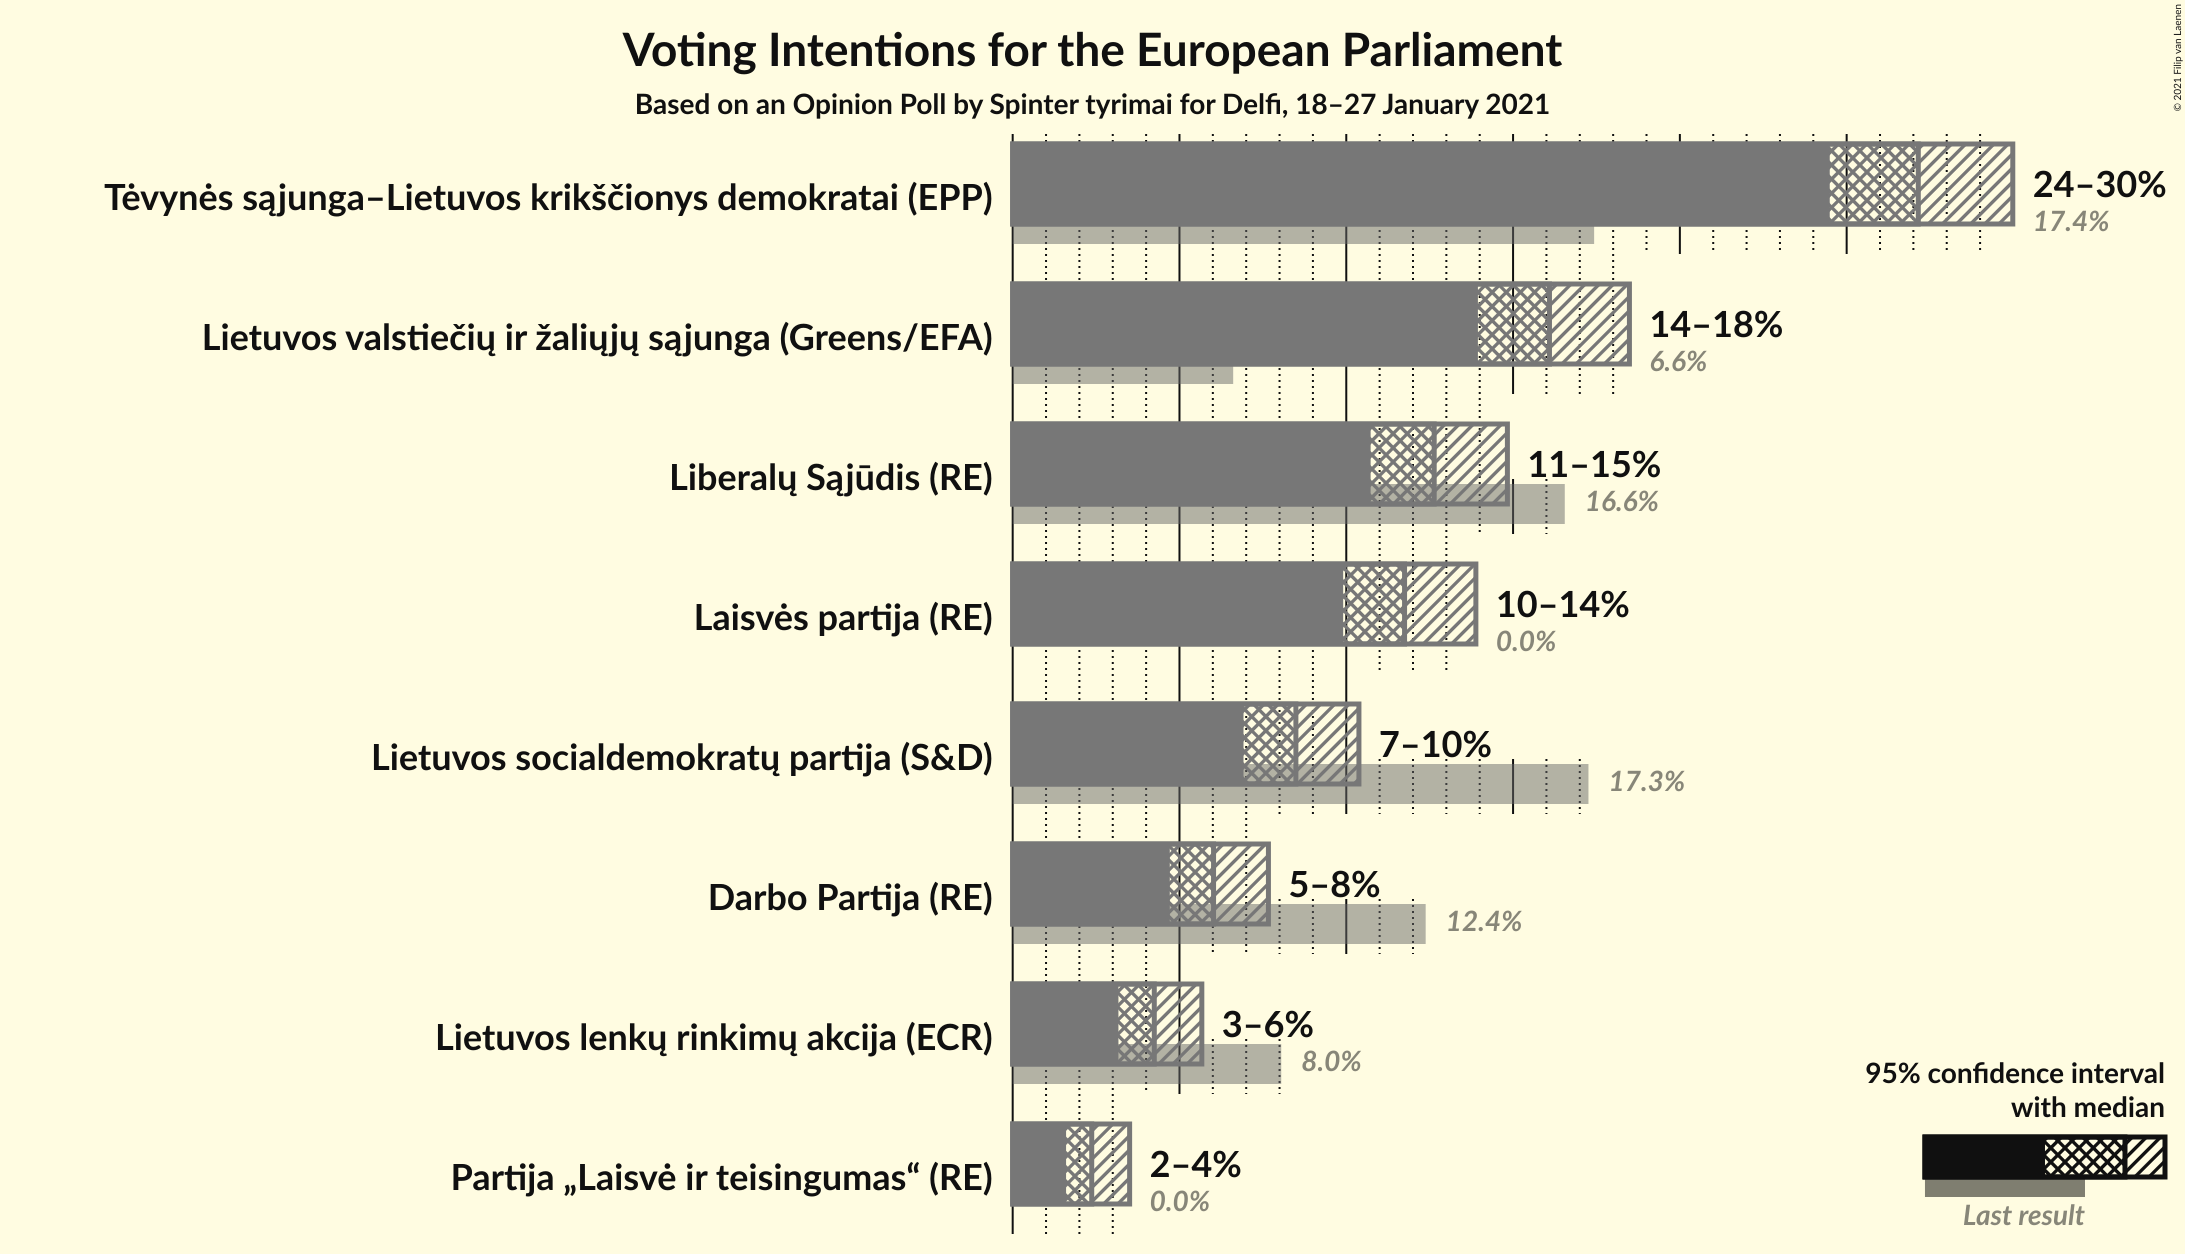 Voting Intentions for the European Parliament
Based on an Opinion Poll by Spinter tyrimai for Delfi, 18–27 January 2021
© 2021 Filip van Laenen
Tėvynės sąjunga–Lietuvos krikščionys demokratai (EPP)
24–30%
17.4%
Lietuvos valstiečių ir žaliųjų sąjunga (Greens/EFA)
14–18%
6.6%
Liberalų Sąjūdis (RE)
11–15%
16.6%
Laisvės partija (RE)
10–14%
0.0%
Lietuvos socialdemokratų partija (S&D)
7–10%
17.3%
Darbo Partija (RE)
5–8%
12.4%
Lietuvos lenkų rinkimų akcija (ECR)
3–6%
8.0%
Partija „Laisvė ir teisingumas“ (RE)
2–4%
0.0%
95% confidence interval
with median
Last result